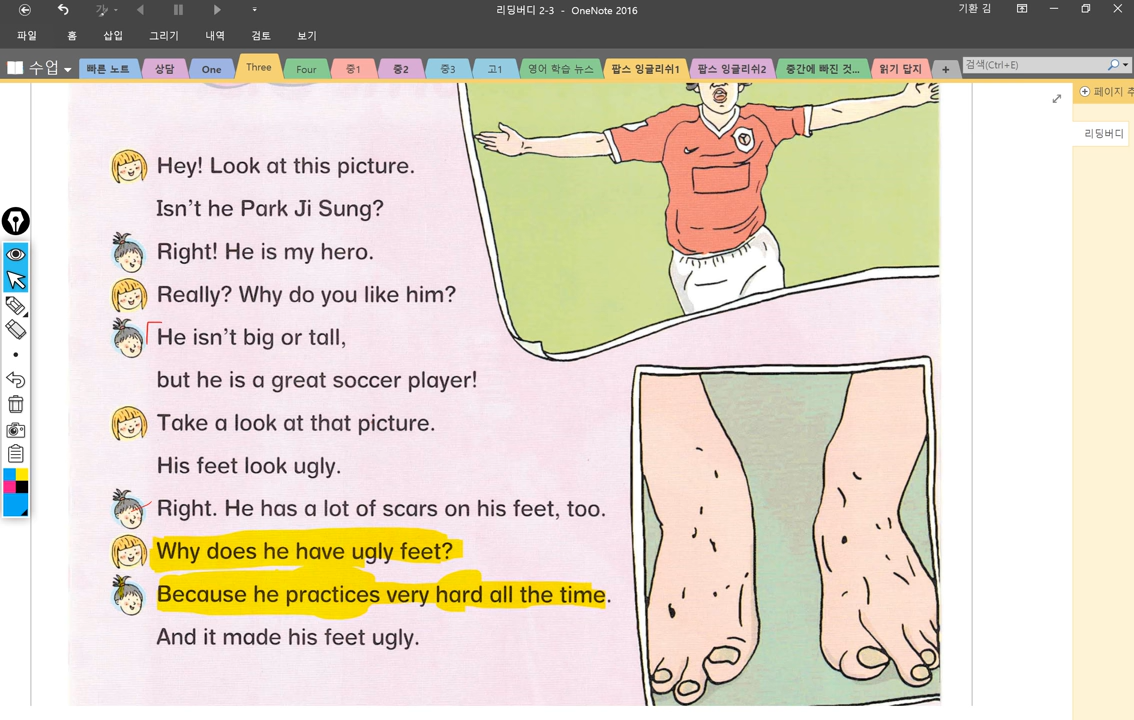 리딩버디 2-3 - OneNote 2016
기환 김
파일 홈 삽입 그리기 내역 검토 보기
수업 빠른 노트 상담 One Three Four 중1 중2 중3 고1 영어 학습 뉴스 팝스 잉글리쉬1 팝스 잉글리쉬2 중간에 빠진 것... 읽기 답지 + 검색(Ctrl+E)
페이지 추
리딩버디
Hey! Look at this picture.
Isn't he Park Ji Sung?
Right! He is my hero.
Really? Why do you like him?
He isn't big or tall,
but he is a great soccer player!
Take a look at that picture.
His feet look ugly.
Right. He has a lot of scars on his feet, too.
Why does he have ugly feet?
Because he practices very hard all the time.
And it made his feet ugly.